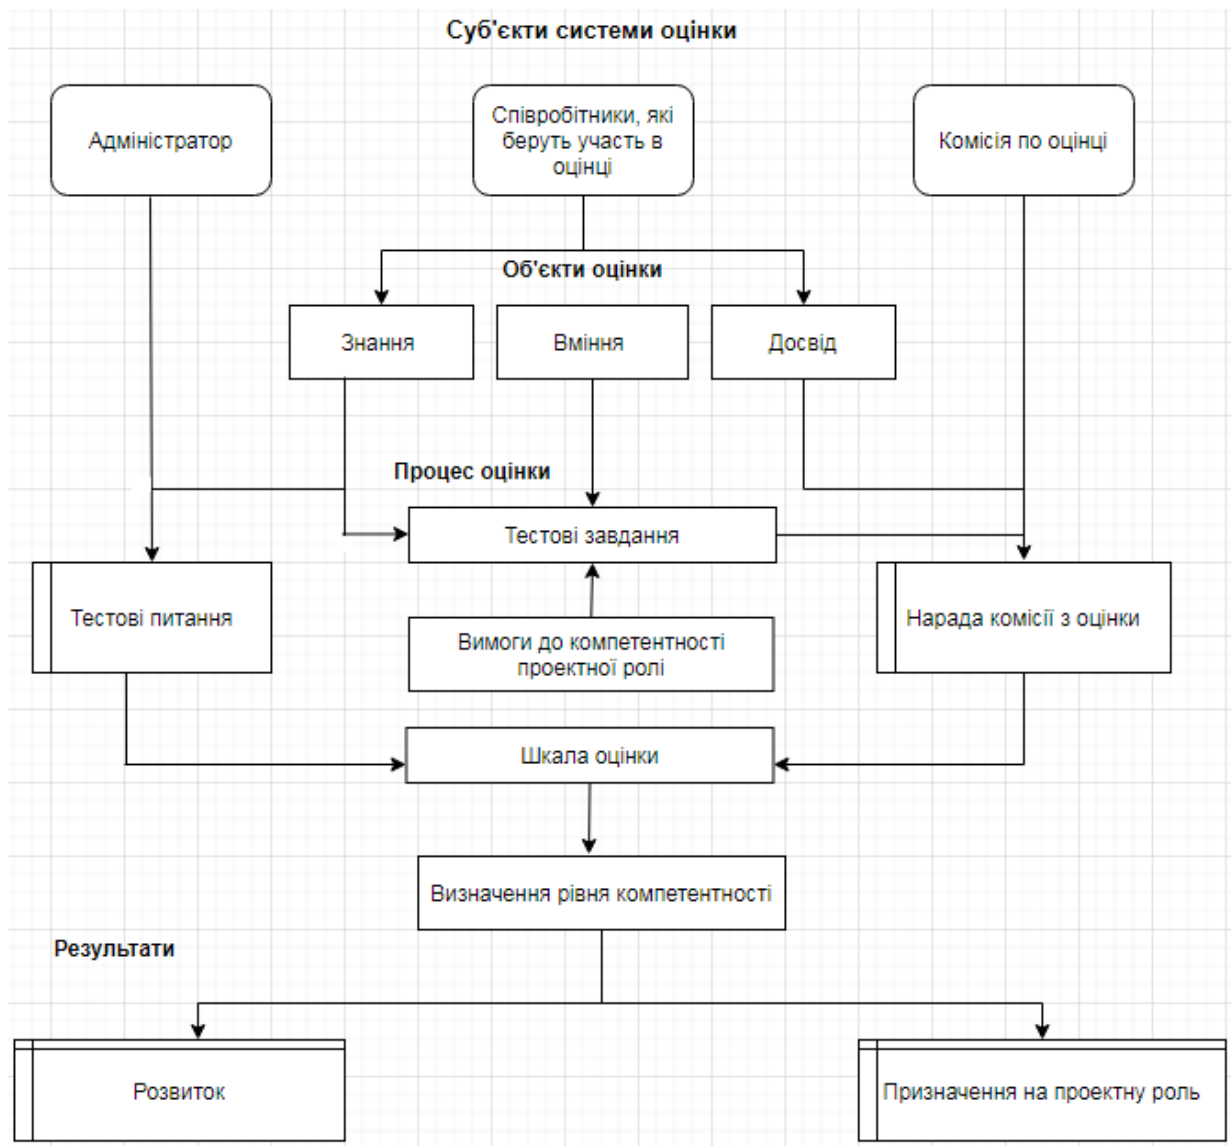 Суб'єкти системи оцінки
Адміністратор
Співробітники, які
беруть участь в
оцінці
Комісія по оцінці
Об'єкти оцінки
Знання
Вміння
Досвід
Процес оцінки
Тестові завдання
Тестові питання
Вимоги до компетентності
проектної ролі
Нарада комісії з оцінки
Шкала оцінки
Визначення рівня компетентності
Результати
Розвиток
Призначення на проектну роль